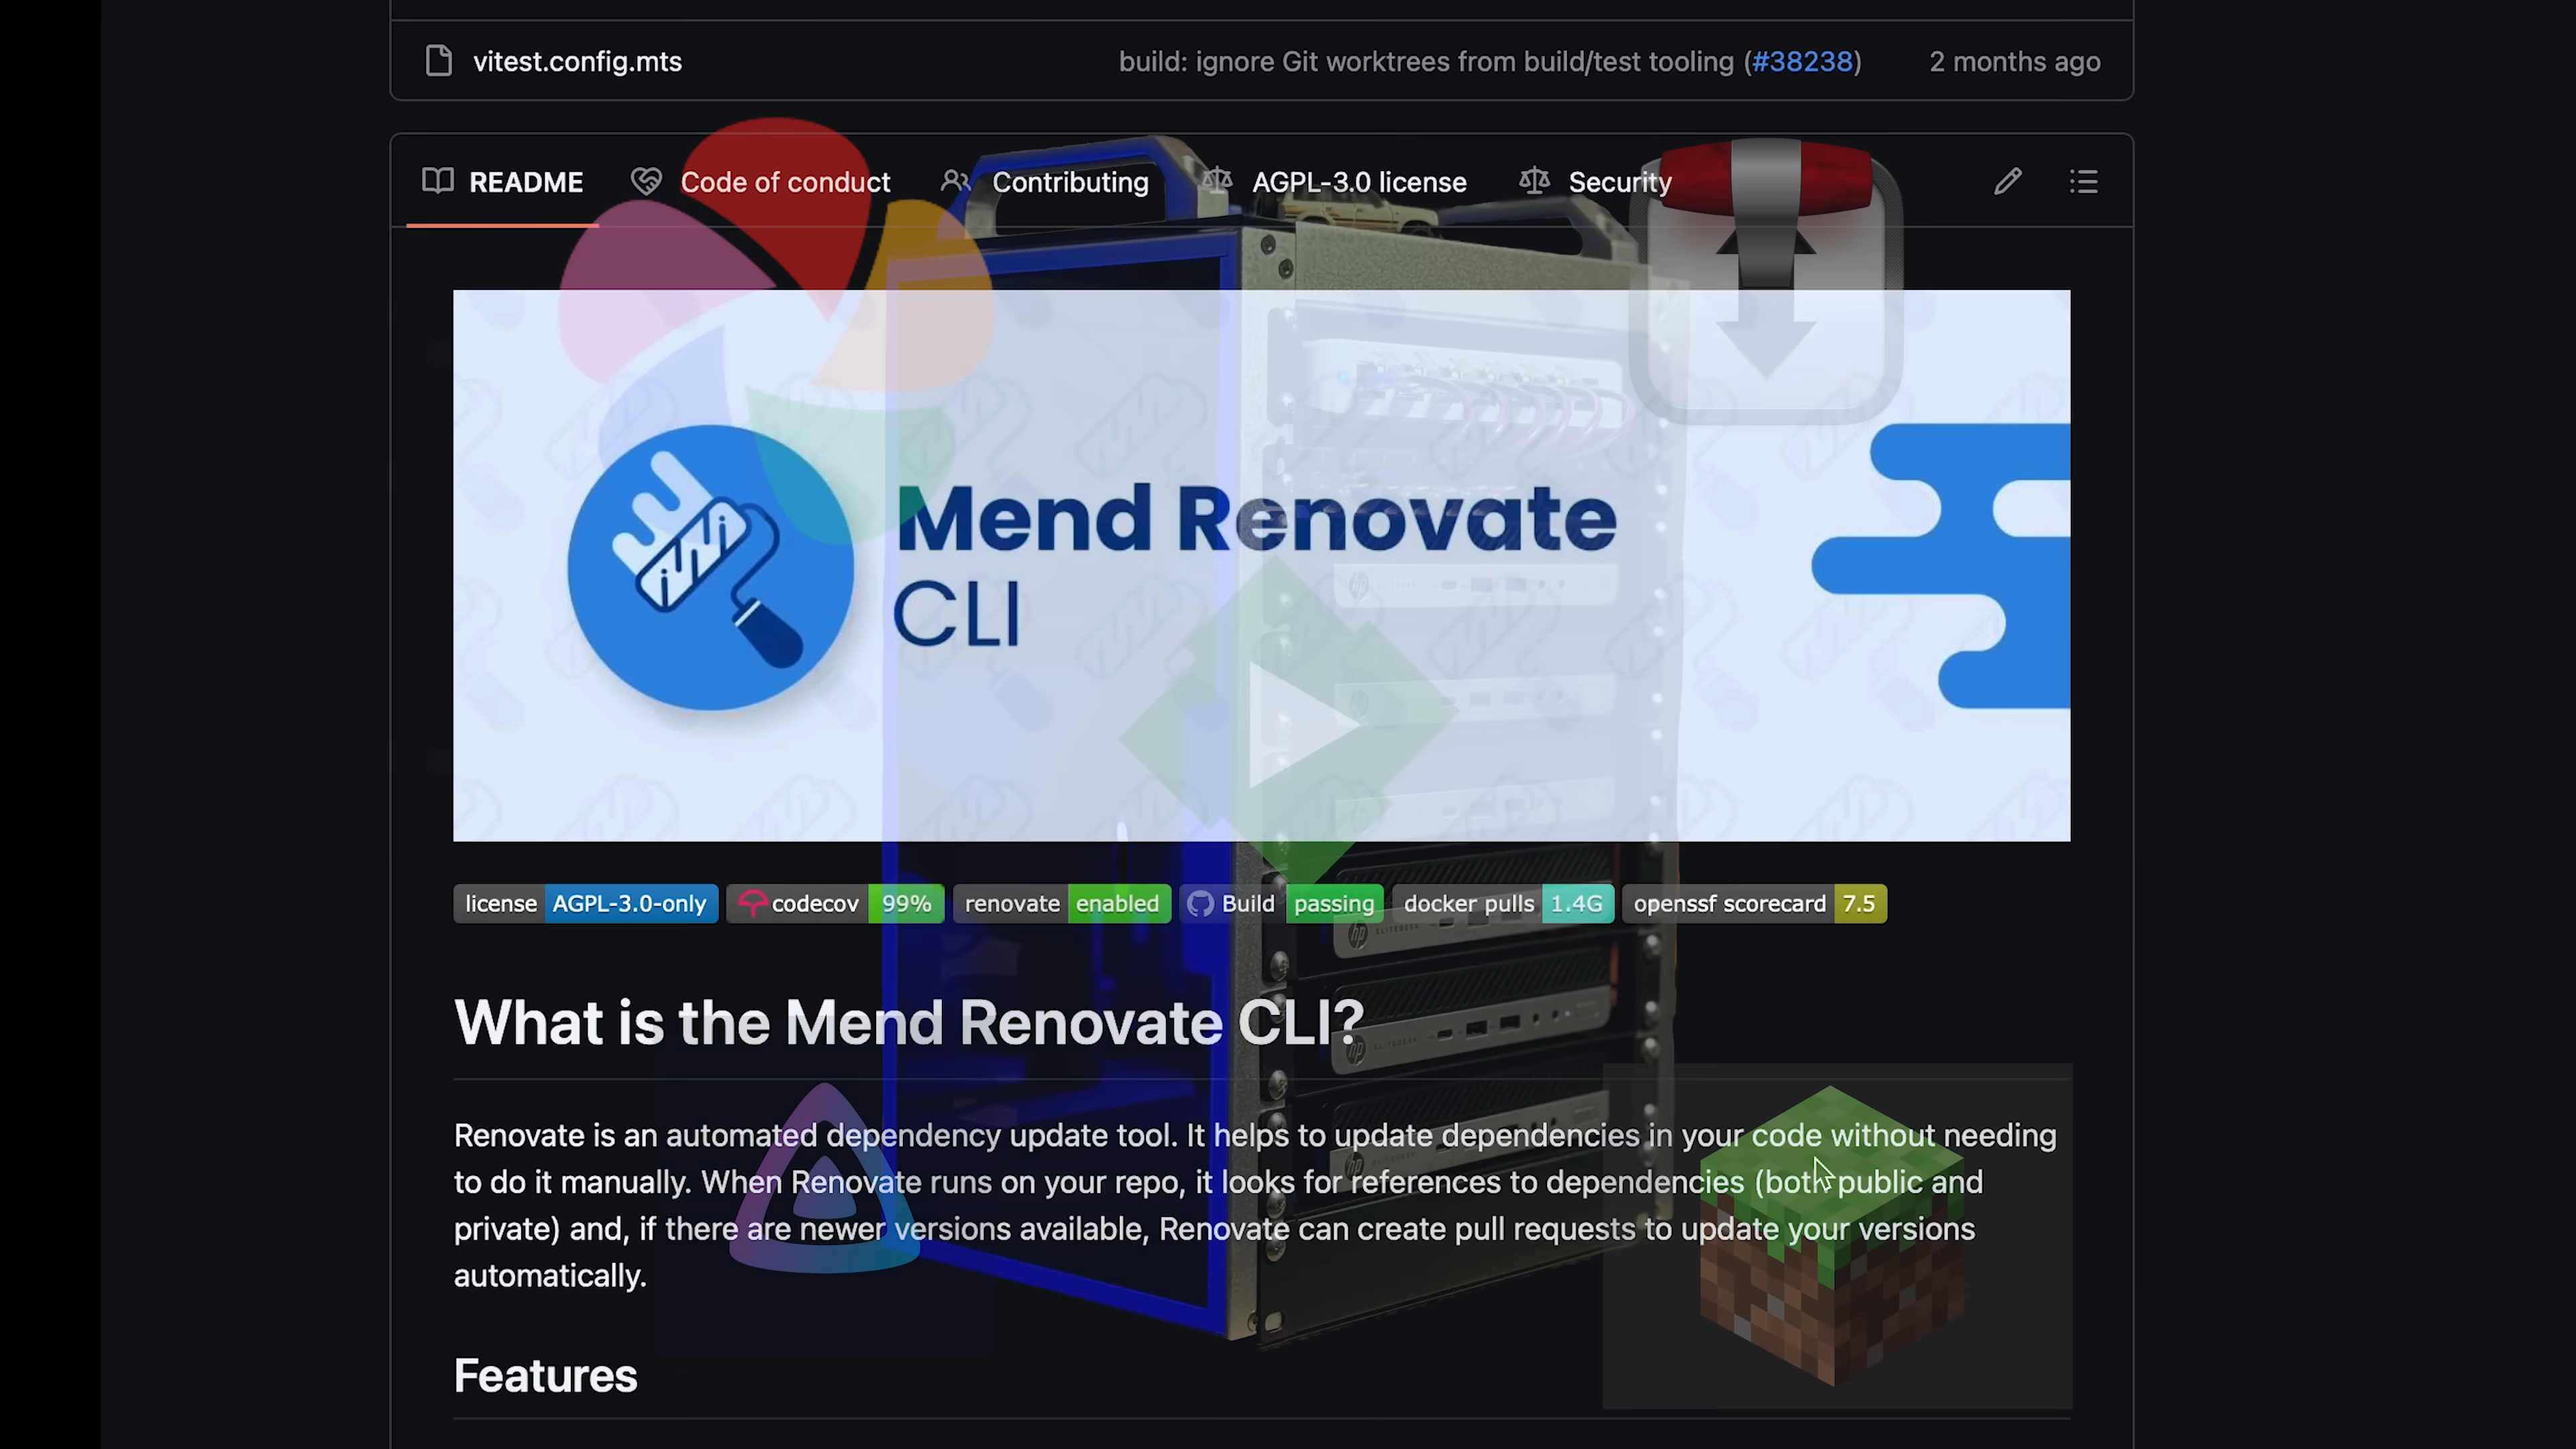 vitest.config.mts build: ignore Git worktrees from build/test tooling (#38238) 2 months ago
README Code of conduct Contributing AGPL-3.0 license Security
Mend Renovate
CLI
license AGPL-3.0-only codecov 99% renovate enabled Build passing docker pulls 1.4G openssf scorecard 7.5
What is the Mend Renovate CLI?
Renovate is an automated dependency update tool. It helps to update dependencies in your code without needing
to do it manually. When Renovate runs on your repo, it looks for references to dependencies (both public and
private) and, if there are newer versions available, Renovate can create pull requests to update your versions
automatically.
Features